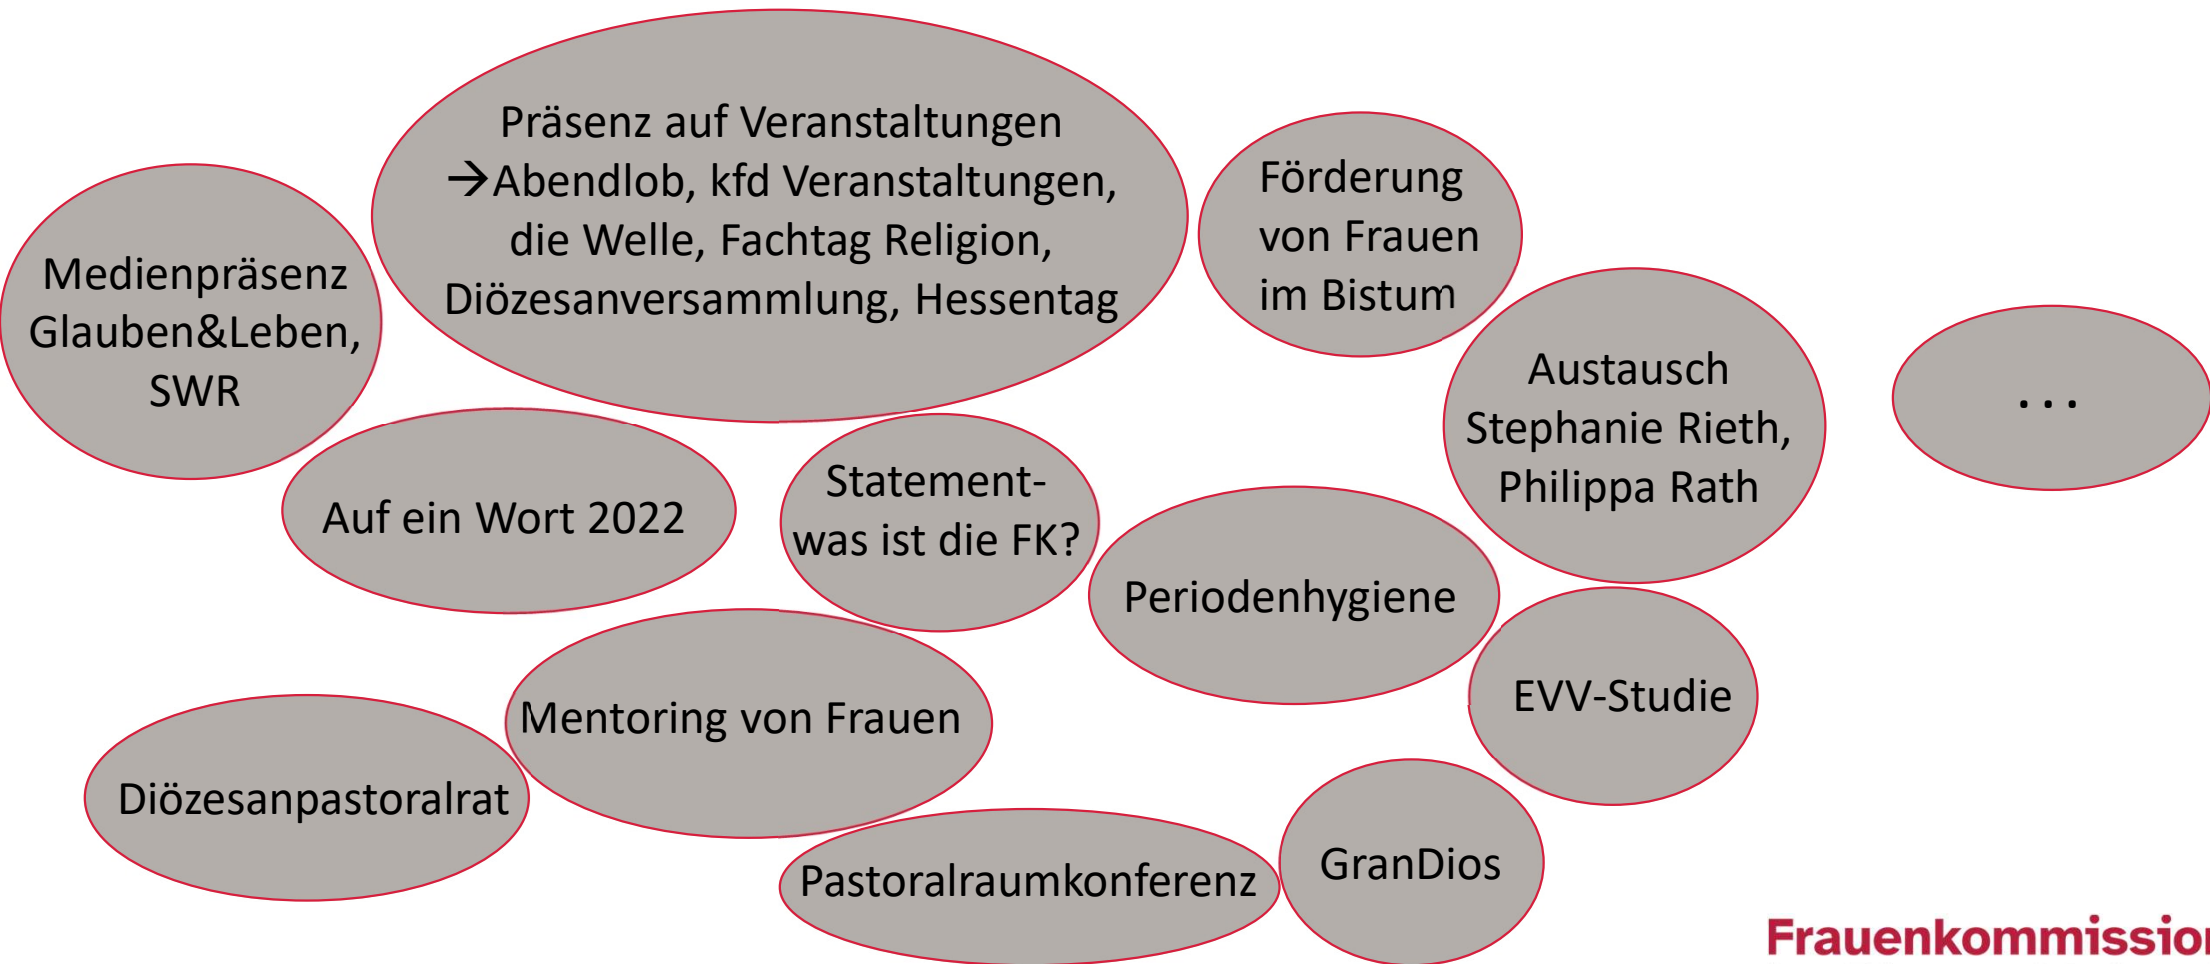 Präsenz auf Veranstaltungen
→Abendlob, kfd Veranstaltungen,
die Welle, Fachtag Religion,
Diözesanversammlung, Hessentag
Förderung
von Frauen
im Bistum
Medienpräsenz
Glauben&Leben,
SWR
Austausch
Stephanie Rieth,
Philippa Rath
...
Auf ein Wort 2022
Statement-
was ist die FK?
Periodenhygiene
EVV-Studie
Mentoring von Frauen
Diözesanpastoralrat
Pastoralraumkonferenz
GranDios
Frauenkommission